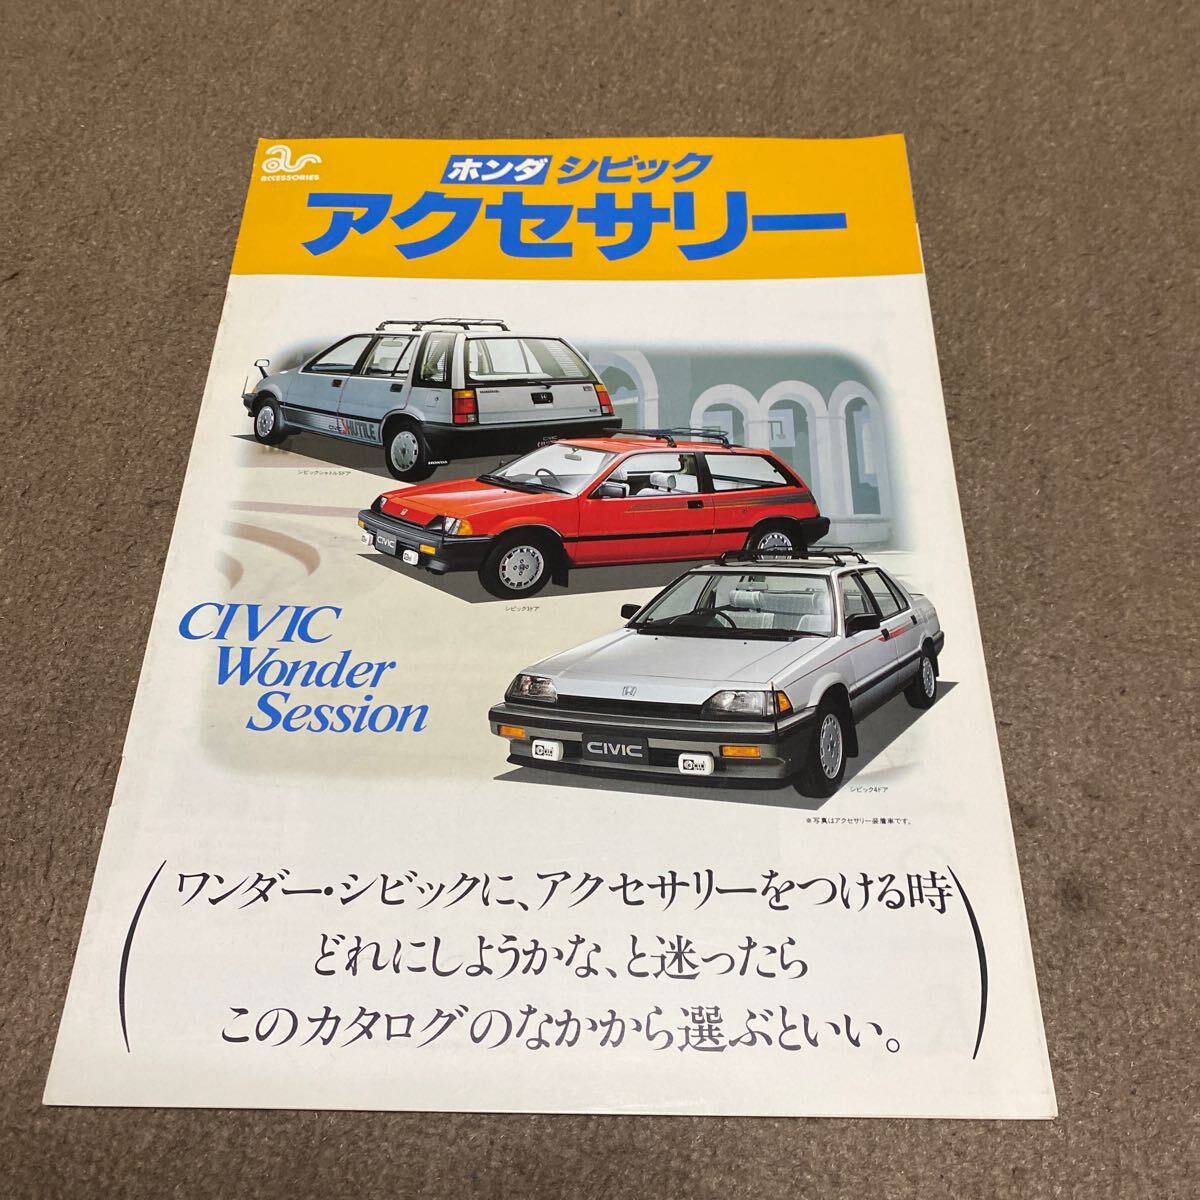 ACCESSORIES
ホンダ シビック
アクセサリー
CIVIC SHUTTLE
CIVIC
HONDA
シビックシャトル5ドア
CIVIC
シビック3ドア
CIVIC
Wonder
Session
CIVIC
シビック4ドア
※写真はアクセサリー装着車です。
ワンダー・シビックに、アクセサリーをつける時
どれにしようかな、と迷ったら
このカタログのなかから選ぶといい。